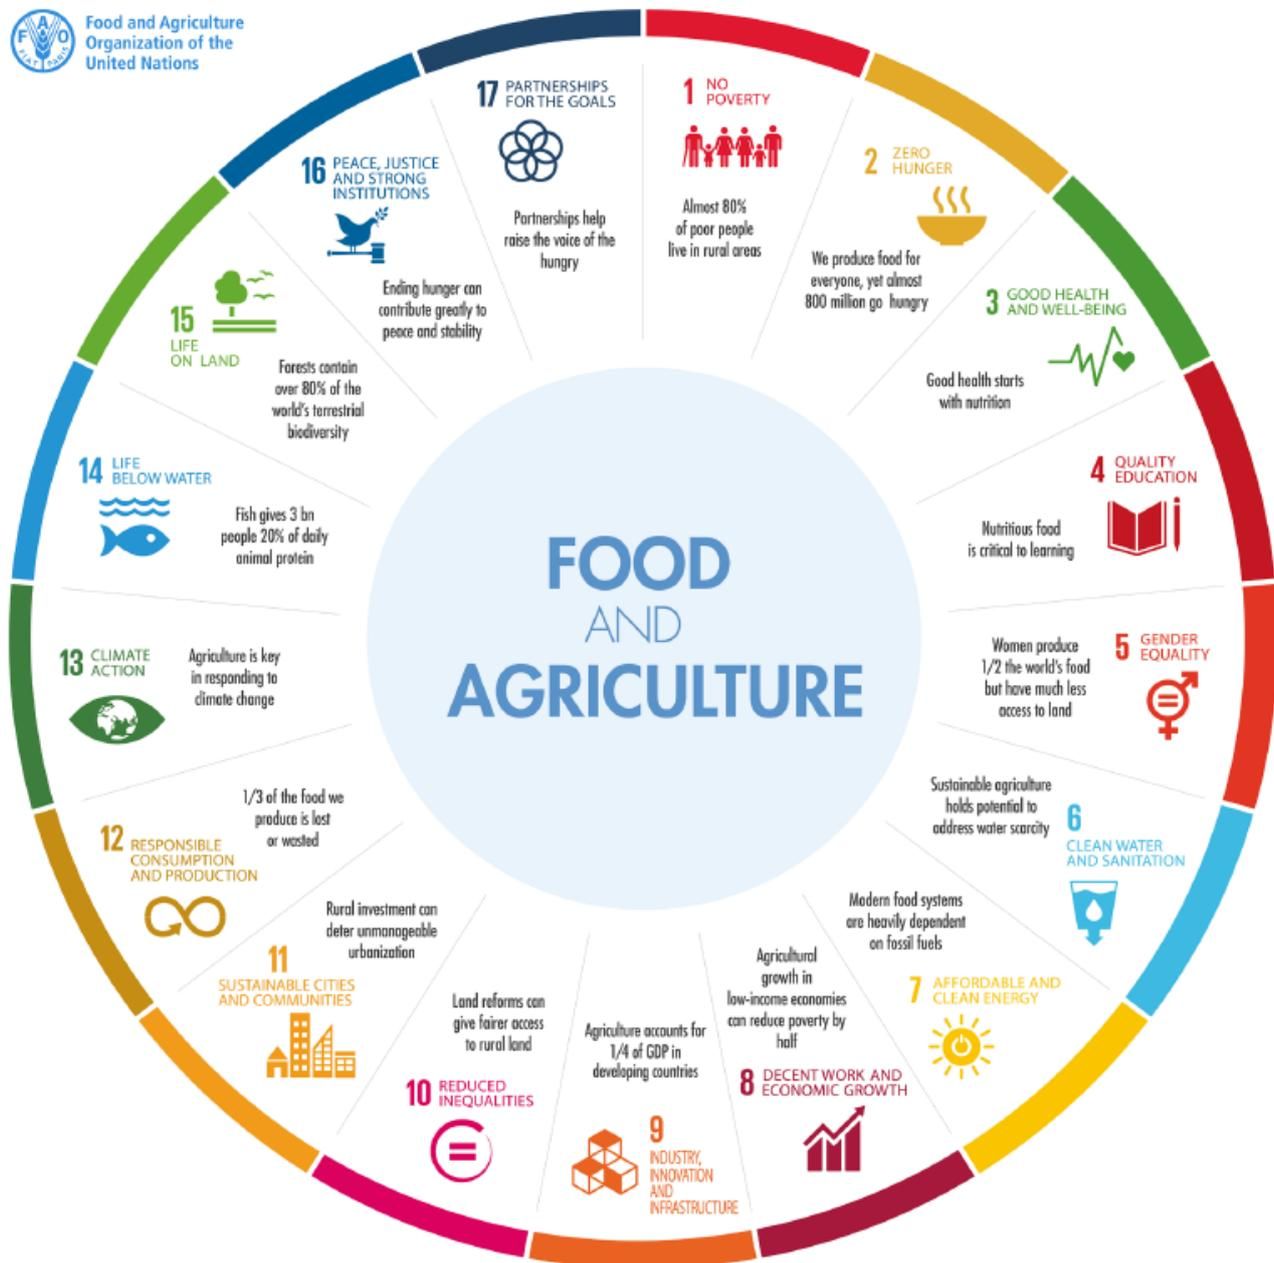 Food and Agriculture
Organization of the
United Nations
FAO
FIAT PANIS
1 NO
POVERTY
Almost 80%
of poor people
live in rural areas
2 ZERO
HUNGER
We produce food for
everyone, yet almost
800 million go hungry
3 GOOD HEALTH
AND WELL-BEING
Good health starts
with nutrition
4 QUALITY
EDUCATION
Nutritious food
is critical to learning
5 GENDER
EQUALITY
Women produce
1/2 the world's food
but have much less
access to land
6
CLEAN WATER
AND SANITATION
Sustainable agriculture
holds potential to
address water scarcity
7 AFFORDABLE AND
CLEAN ENERGY
Modern food systems
are heavily dependent
on fossil fuels
8 DECENT WORK AND
ECONOMIC GROWTH
Agricultural
growth in
low-income economies
can reduce poverty by
half
9
INDUSTRY,
INNOVATION
AND
INFRASTRUCTURE
Agriculture accounts for
1/4 of GDP in
developing countries
10 REDUCED
INEQUALITIES
Land reforms can
give fairer access
to rural land
11
SUSTAINABLE CITIES
AND COMMUNITIES
Rural investment can
deter unmanageable
urbanization
12 RESPONSIBLE
CONSUMPTION
AND PRODUCTION
1/3 of the food we
produce is lost
or wasted
13 CLIMATE
ACTION
Agriculture is key
in responding to
climate change
14 LIFE
BELOW WATER
Fish gives 3 bn
people 20% of daily
animal protein
15
LIFE
ON LAND
Forests contain
over 80% of the
world's terrestrial
biodiversity
16 PEACE, JUSTICE
AND STRONG
INSTITUTIONS
Ending hunger can
contribute greatly to
peace and stability
17 PARTNERSHIPS
FOR THE GOALS
Partnerships help
raise the voice of the
hungry
FOOD
AND
AGRICULTURE